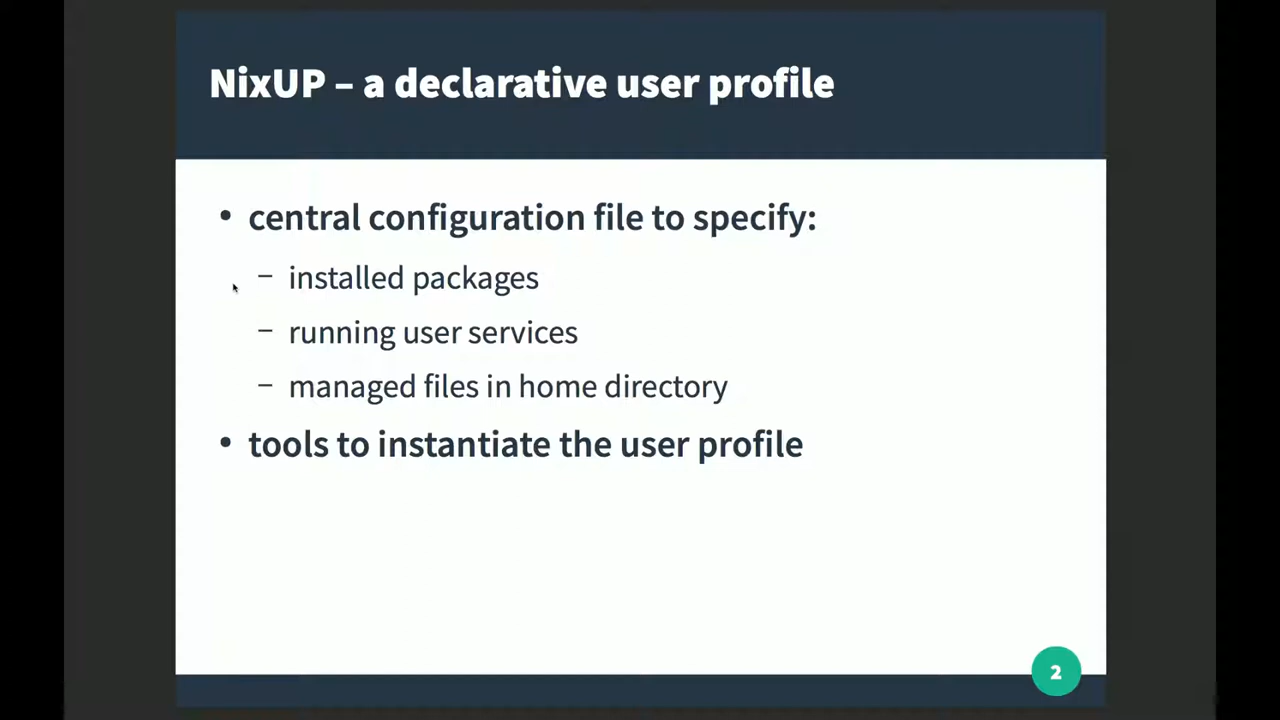 NixUP – a declarative user profile
• central configuration file to specify:
– installed packages
– running user services
– managed files in home directory
• tools to instantiate the user profile
2